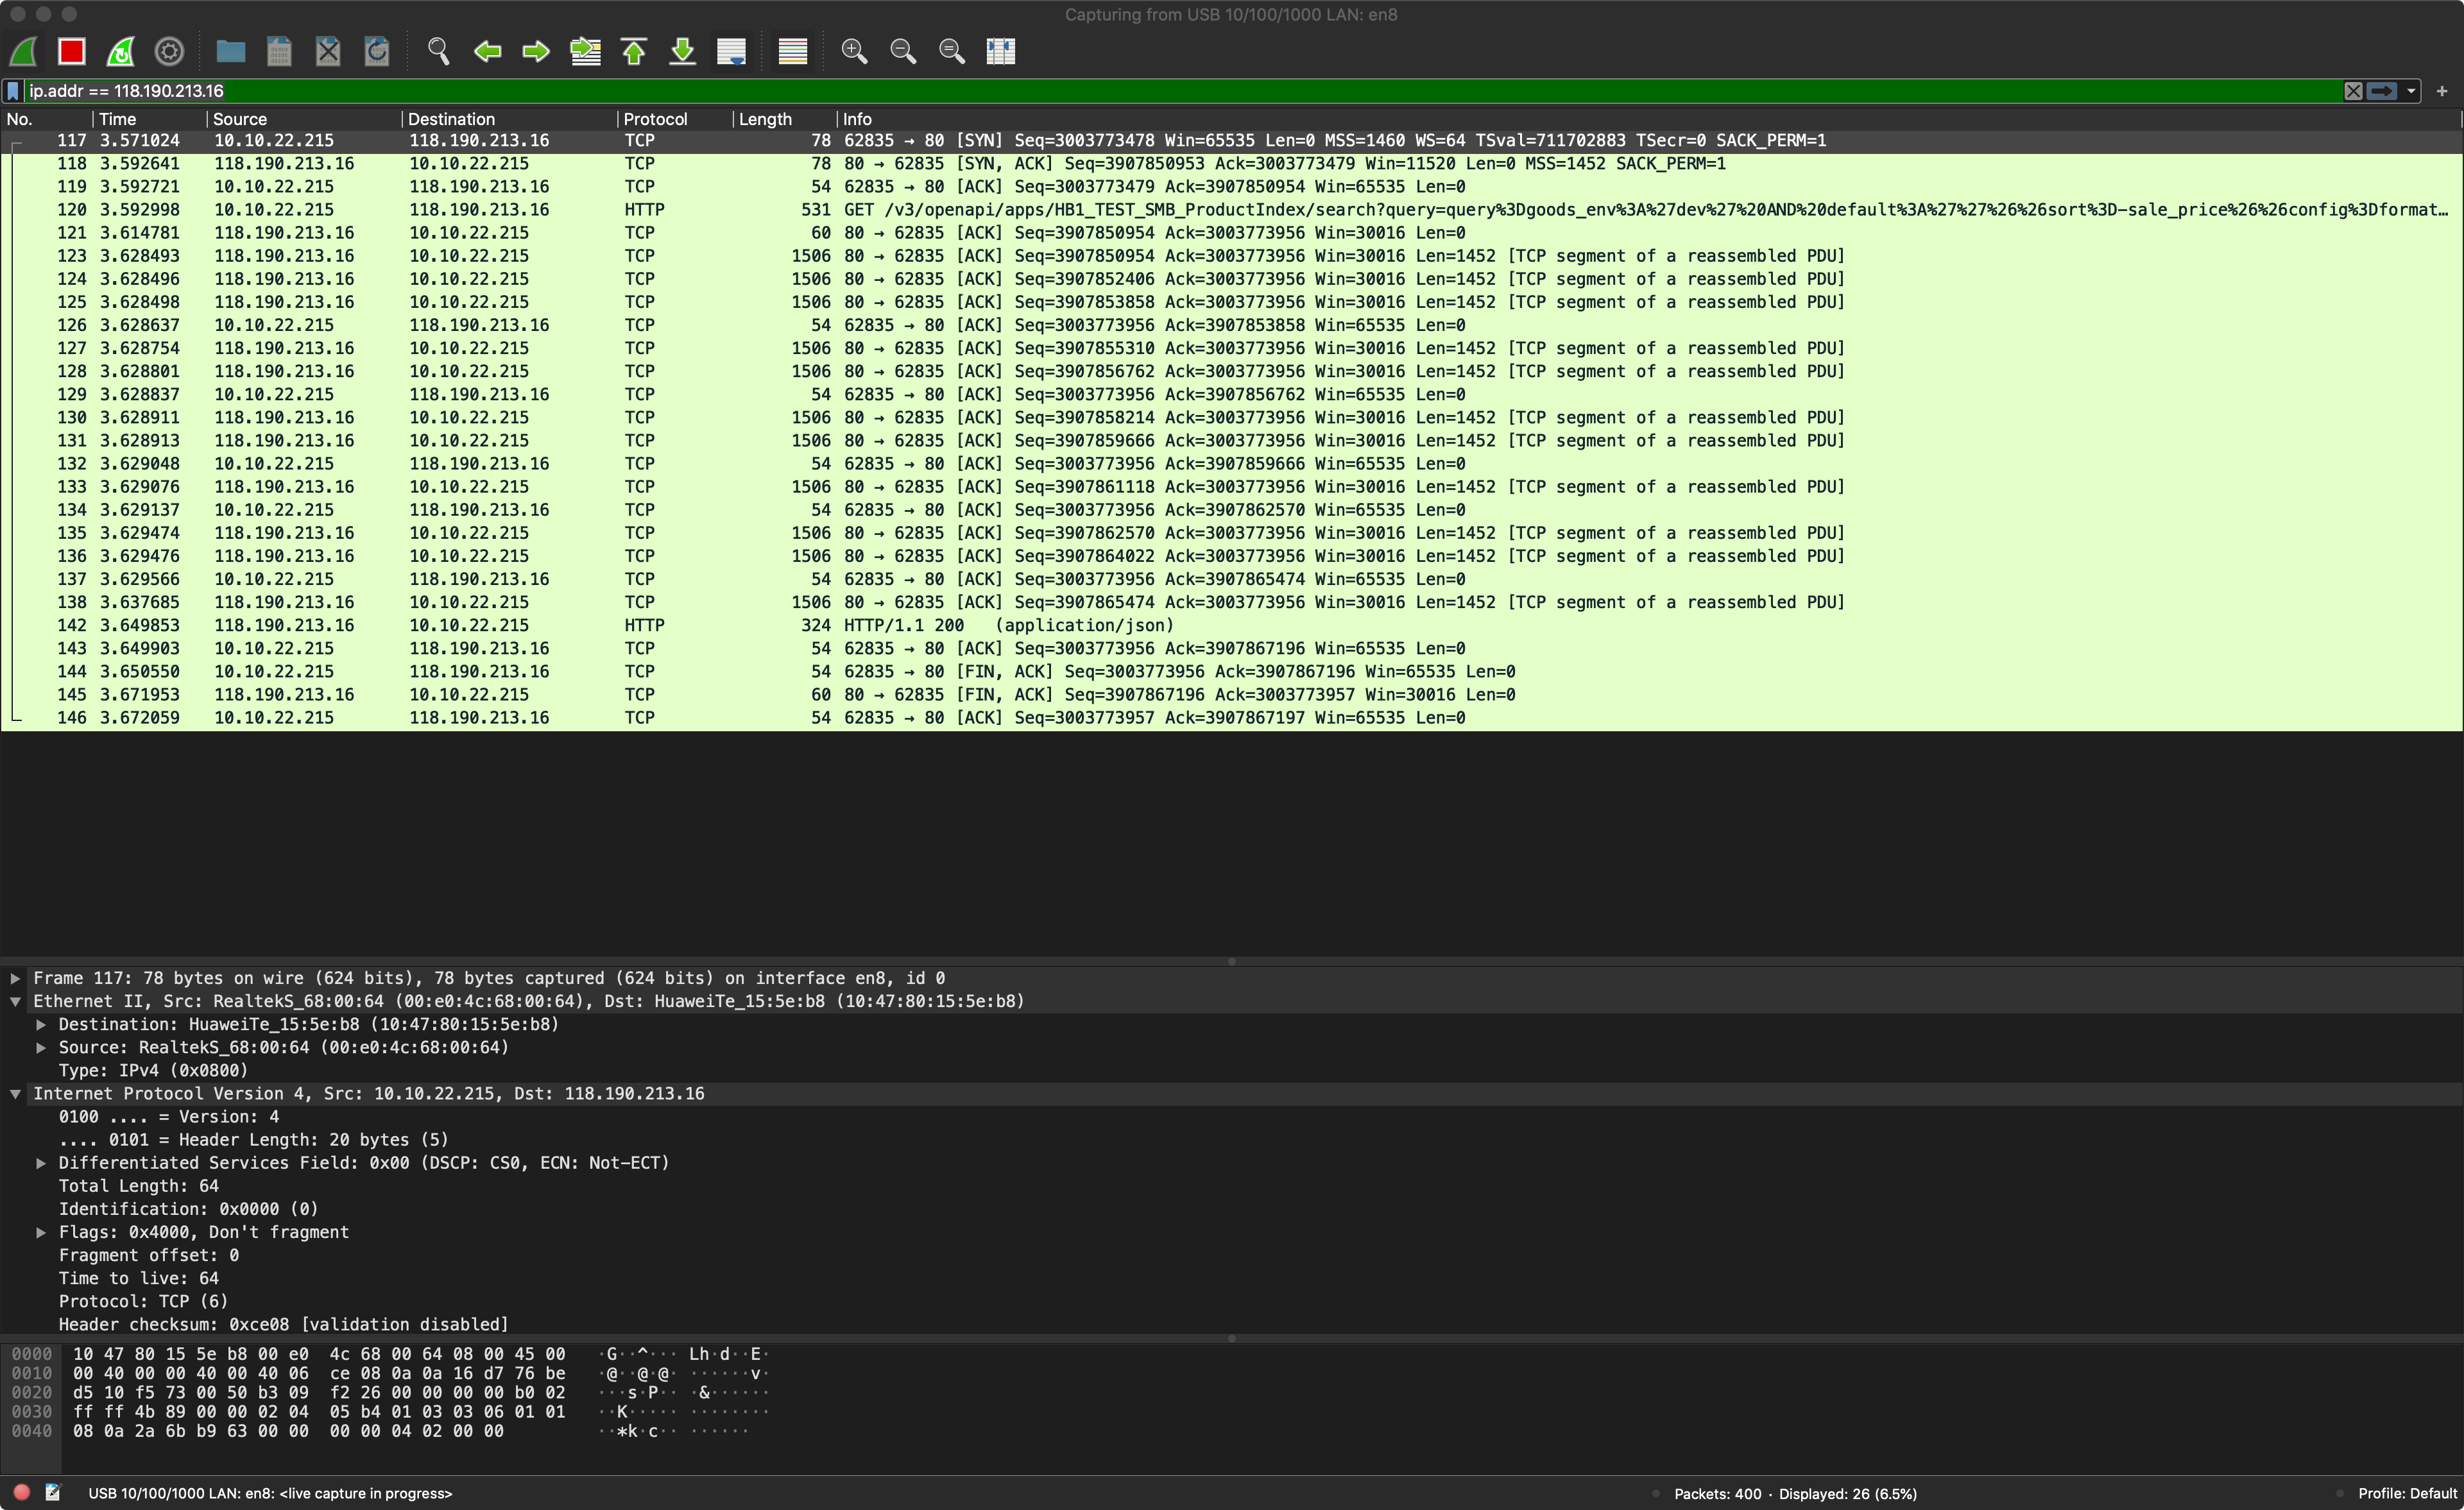 Capturing from USB 10/100/1000 LAN: en8
ip.addr == 118.190.213.16
No. Time Source Destination Protocol Length Info
117 3.571024 10.10.22.215 118.190.213.16 TCP 78 62835 → 80 [SYN] Seq=3003773478 Win=65535 Len=0 MSS=1460 WS=64 TSval=711702883 TSecr=0 SACK_PERM=1
118 3.592641 118.190.213.16 10.10.22.215 TCP 78 80 → 62835 [SYN, ACK] Seq=3907850953 Ack=3003773479 Win=11520 Len=0 MSS=1452 SACK_PERM=1
119 3.592721 10.10.22.215 118.190.213.16 TCP 54 62835 → 80 [ACK] Seq=3003773479 Ack=3907850954 Win=65535 Len=0
120 3.592998 10.10.22.215 118.190.213.16 HTTP 531 GET /v3/openapi/apps/HB1_TEST_SMB_ProductIndex/search?query=query%3Dgoods_env%3A%27dev%27%20AND%20default%3A%27%27%26%26sort%3D-sale_price%26%26config%3Dformat…
121 3.614781 118.190.213.16 10.10.22.215 TCP 60 80 → 62835 [ACK] Seq=3907850954 Ack=3003773956 Win=30016 Len=0
123 3.628493 118.190.213.16 10.10.22.215 TCP 1506 80 → 62835 [ACK] Seq=3907850954 Ack=3003773956 Win=30016 Len=1452 [TCP segment of a reassembled PDU]
124 3.628496 118.190.213.16 10.10.22.215 TCP 1506 80 → 62835 [ACK] Seq=3907852406 Ack=3003773956 Win=30016 Len=1452 [TCP segment of a reassembled PDU]
125 3.628498 118.190.213.16 10.10.22.215 TCP 1506 80 → 62835 [ACK] Seq=3907853858 Ack=3003773956 Win=30016 Len=1452 [TCP segment of a reassembled PDU]
126 3.628637 10.10.22.215 118.190.213.16 TCP 54 62835 → 80 [ACK] Seq=3003773956 Ack=3907853858 Win=65535 Len=0
127 3.628754 118.190.213.16 10.10.22.215 TCP 1506 80 → 62835 [ACK] Seq=3907855310 Ack=3003773956 Win=30016 Len=1452 [TCP segment of a reassembled PDU]
128 3.628801 118.190.213.16 10.10.22.215 TCP 1506 80 → 62835 [ACK] Seq=3907856762 Ack=3003773956 Win=30016 Len=1452 [TCP segment of a reassembled PDU]
129 3.628837 10.10.22.215 118.190.213.16 TCP 54 62835 → 80 [ACK] Seq=3003773956 Ack=3907856762 Win=65535 Len=0
130 3.628911 118.190.213.16 10.10.22.215 TCP 1506 80 → 62835 [ACK] Seq=3907858214 Ack=3003773956 Win=30016 Len=1452 [TCP segment of a reassembled PDU]
131 3.628913 118.190.213.16 10.10.22.215 TCP 1506 80 → 62835 [ACK] Seq=3907859666 Ack=3003773956 Win=30016 Len=1452 [TCP segment of a reassembled PDU]
132 3.629048 10.10.22.215 118.190.213.16 TCP 54 62835 → 80 [ACK] Seq=3003773956 Ack=3907859666 Win=65535 Len=0
133 3.629076 118.190.213.16 10.10.22.215 TCP 1506 80 → 62835 [ACK] Seq=3907861118 Ack=3003773956 Win=30016 Len=1452 [TCP segment of a reassembled PDU]
134 3.629137 10.10.22.215 118.190.213.16 TCP 54 62835 → 80 [ACK] Seq=3003773956 Ack=3907862570 Win=65535 Len=0
135 3.629474 118.190.213.16 10.10.22.215 TCP 1506 80 → 62835 [ACK] Seq=3907862570 Ack=3003773956 Win=30016 Len=1452 [TCP segment of a reassembled PDU]
136 3.629476 118.190.213.16 10.10.22.215 TCP 1506 80 → 62835 [ACK] Seq=3907864022 Ack=3003773956 Win=30016 Len=1452 [TCP segment of a reassembled PDU]
137 3.629566 10.10.22.215 118.190.213.16 TCP 54 62835 → 80 [ACK] Seq=3003773956 Ack=3907865474 Win=65535 Len=0
138 3.637685 118.190.213.16 10.10.22.215 TCP 1506 80 → 62835 [ACK] Seq=3907865474 Ack=3003773956 Win=30016 Len=1452 [TCP segment of a reassembled PDU]
142 3.649853 118.190.213.16 10.10.22.215 HTTP 324 HTTP/1.1 200 (application/json)
143 3.649903 10.10.22.215 118.190.213.16 TCP 54 62835 → 80 [ACK] Seq=3003773956 Ack=3907867196 Win=65535 Len=0
144 3.650550 10.10.22.215 118.190.213.16 TCP 54 62835 → 80 [FIN, ACK] Seq=3003773956 Ack=3907867196 Win=65535 Len=0
145 3.671953 118.190.213.16 10.10.22.215 TCP 60 80 → 62835 [FIN, ACK] Seq=3907867196 Ack=3003773957 Win=30016 Len=0
146 3.672059 10.10.22.215 118.190.213.16 TCP 54 62835 → 80 [ACK] Seq=3003773957 Ack=3907867197 Win=65535 Len=0
Frame 117: 78 bytes on wire (624 bits), 78 bytes captured (624 bits) on interface en8, id 0
Ethernet II, Src: RealtekS_68:00:64 (00:e0:4c:68:00:64), Dst: HuaweiTe_15:5e:b8 (10:47:80:15:5e:b8)
Destination: HuaweiTe_15:5e:b8 (10:47:80:15:5e:b8)
Source: RealtekS_68:00:64 (00:e0:4c:68:00:64)
Type: IPv4 (0x0800)
Internet Protocol Version 4, Src: 10.10.22.215, Dst: 118.190.213.16
0100 .... = Version: 4
.... 0101 = Header Length: 20 bytes (5)
Differentiated Services Field: 0x00 (DSCP: CS0, ECN: Not-ECT)
Total Length: 64
Identification: 0x0000 (0)
Flags: 0x4000, Don't fragment
Fragment offset: 0
Time to live: 64
Protocol: TCP (6)
Header checksum: 0xce08 [validation disabled]
0000 10 47 80 15 5e b8 00 e0 4c 68 00 64 08 00 45 00 ·G··^··· Lh·d··E·
0010 00 40 00 00 40 00 40 06 ce 08 0a 0a 16 d7 76 be ·@··@·@· ······v·
0020 d5 10 f5 73 00 50 b3 09 f2 26 00 00 00 00 b0 02 ···s·P·· ·&······
0030 ff ff 4b 89 00 00 02 04 05 b4 01 03 03 06 01 01 ··K····· ········
0040 08 0a 2a 6b b9 63 00 00 00 00 04 02 00 00 ··*k·c·· ······
USB 10/100/1000 LAN: en8: <live capture in progress>
Packets: 400 · Displayed: 26 (6.5%)
Profile: Default